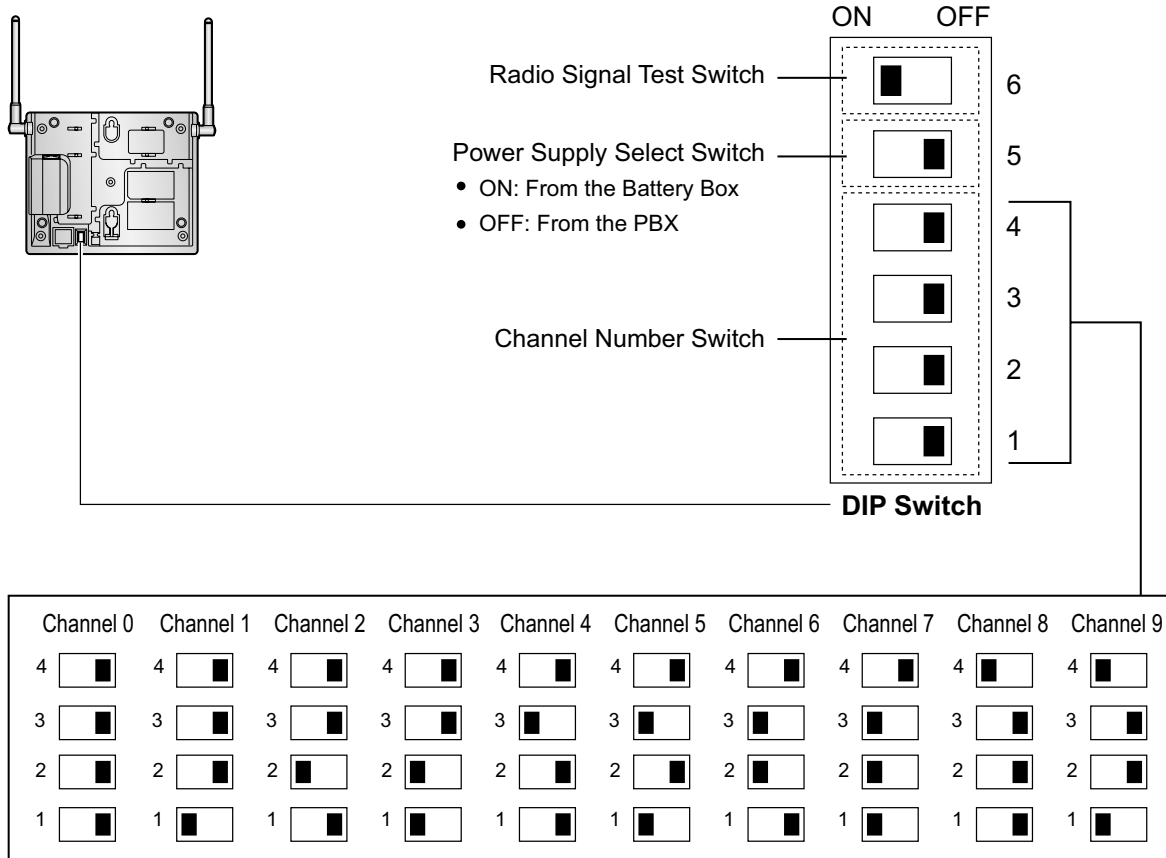 ON OFF
Radio Signal Test Switch
6
Power Supply Select Switch
5
• ON: From the Battery Box
• OFF: From the PBX
4
3
Channel Number Switch
2
1
DIP Switch
Channel 0 Channel 1 Channel 2 Channel 3 Channel 4 Channel 5 Channel 6 Channel 7 Channel 8 Channel 9
4 4 4 4 4 4 4 4 4 4
3 3 3 3 3 3 3 3 3 3
2 2 2 2 2 2 2 2 2 2
1 1 1 1 1 1 1 1 1 1